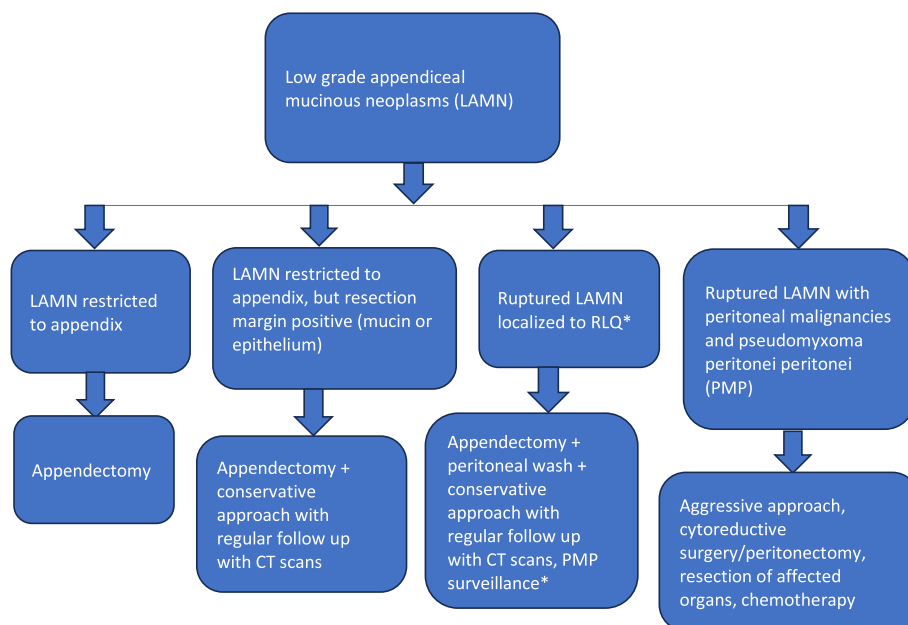 Low grade appendiceal
mucinous neoplasms (LAMN)
LAMN restricted
to appendix
LAMN restricted to
appendix, but resection
margin positive (mucin or
epithelium)
Ruptured LAMN
localized to RLQ*
Ruptured LAMN with
peritoneal malignancies
and pseudomyxoma
peritonei peritonei
(PMP)
Appendectomy
Appendectomy +
conservative
approach with
regular follow up
with CT scans
Appendectomy +
peritoneal wash +
conservative
approach with
regular follow up
with CT scans, PMP
surveillance*
Aggressive approach,
cytoreductive
surgery/peritonectomy,
resection of affected
organs, chemotherapy